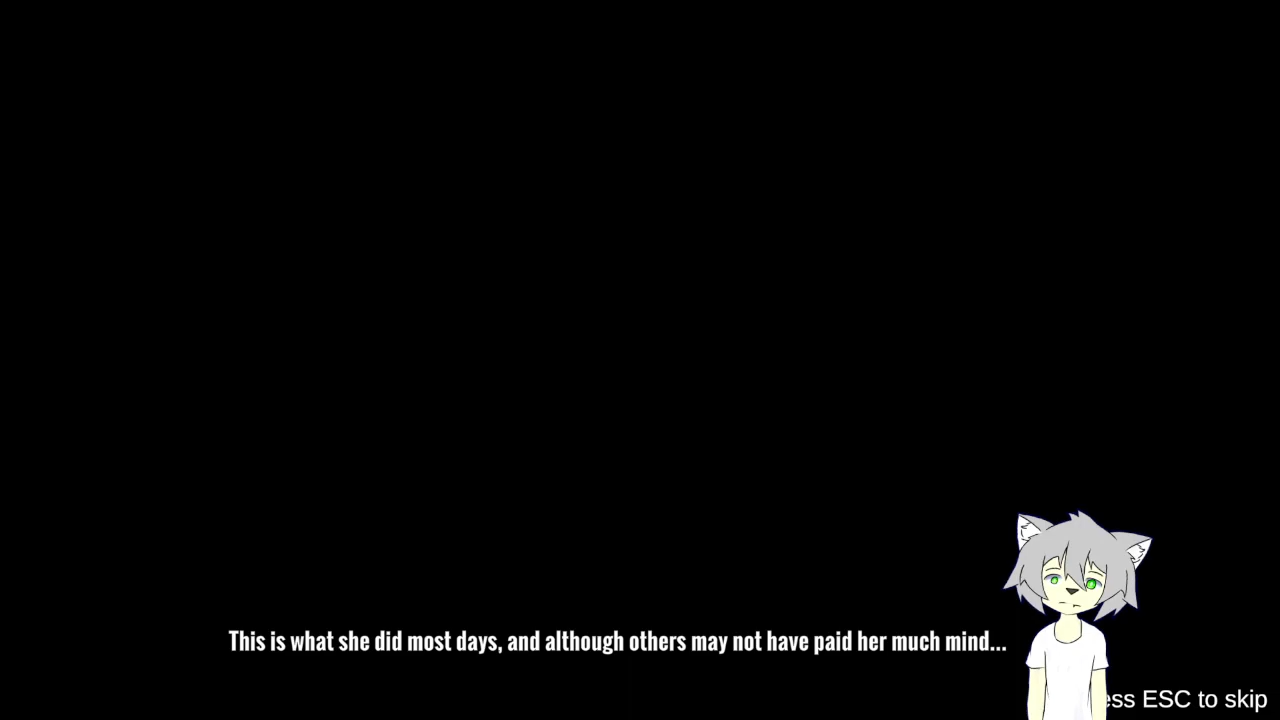 This is what she did most days, and although others may not have paid her much mind...
ESC to skip